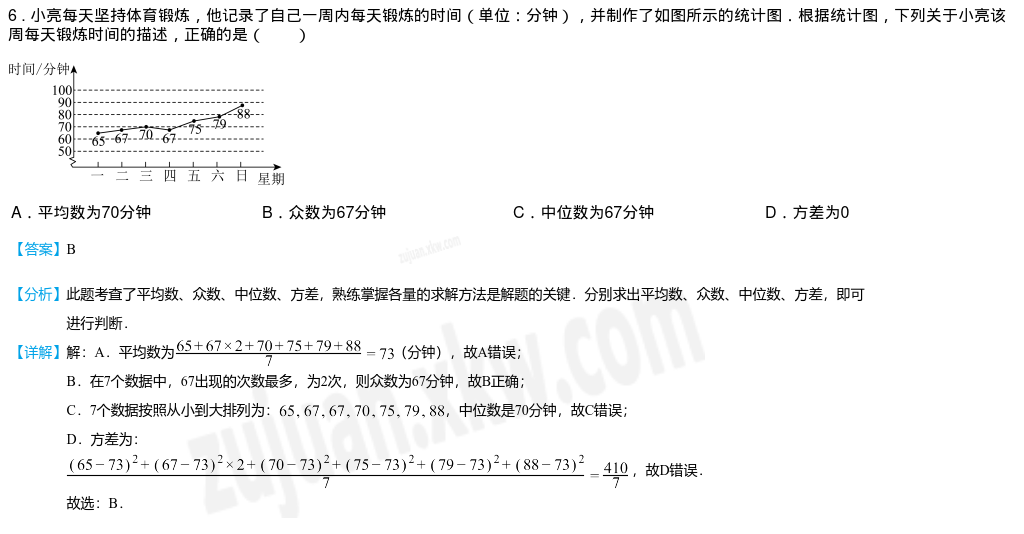 6．小亮每天坚持体育锻炼，他记录了自己一周内每天锻炼的时间（单位：分钟），并制作了如图所示的统计图．根据统计图，下列关于小亮该
周每天锻炼时间的描述，正确的是（　　）
时间/分钟
100
90
80
70
60
50
65 67 70 67 75 79 88
一 二 三 四 五 六 日 星期
A．平均数为70分钟 B．众数为67分钟 C．中位数为67分钟 D．方差为0
【答案】B
【分析】此题考查了平均数、众数、中位数、方差，熟练掌握各量的求解方法是解题的关键．分别求出平均数、众数、中位数、方差，即可
进行判断．
【详解】解：A．平均数为(65+67×2+70+75+79+88)/7=73（分钟），故A错误；
B．在7个数据中，67出现的次数最多，为2次，则众数为67分钟，故B正确；
C．7个数据按照从小到大排列为：65, 67, 67, 70, 75, 79, 88，中位数是70分钟，故C错误；
D．方差为：
((65−73)²+(67−73)²×2+(70−73)²+(75−73)²+(79−73)²+(88−73)²)/7=410/7，故D错误．
故选：B．
zujuan.xkw.com
zujuan.xkw.com